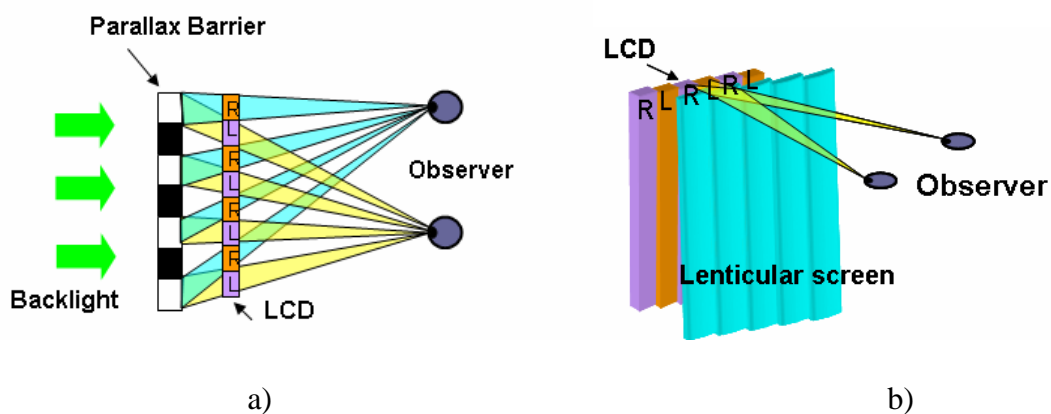 Parallax Barrier
R
L
R
L
R
L
R
L
Observer
Backlight
LCD
a)
LCD
R L R L R L
Observer
Lenticular screen
b)